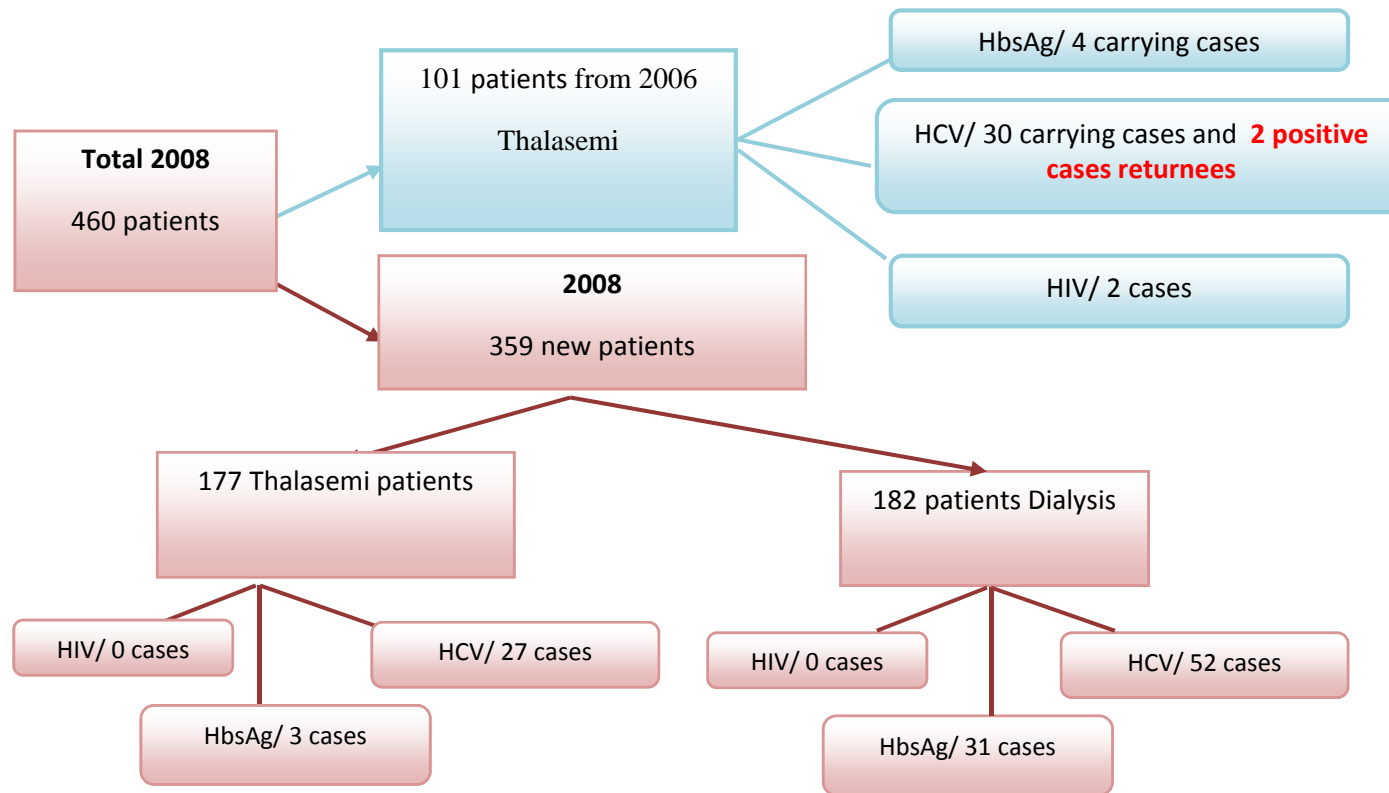 HbsAg/ 4 carrying cases
101 patients from 2006
Thalasemi
HCV/ 30 carrying cases and 2 positive
cases returnees
Total 2008
460 patients
HIV/ 2 cases
2008
359 new patients
177 Thalasemi patients
182 patients Dialysis
HIV/ 0 cases
HCV/ 27 cases
HbsAg/ 3 cases
HIV/ 0 cases
HCV/ 52 cases
HbsAg/ 31 cases